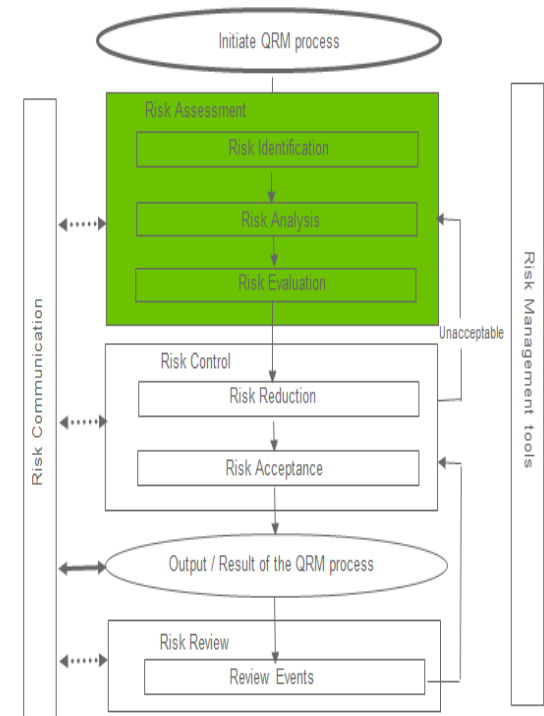 Initiate QRM process
Risk Assessment
Risk Identification
Risk Analysis
Risk Evaluation
Unacceptable
Risk Control
Risk Reduction
Risk Acceptance
Output / Result of the QRM process
Risk Review
Review Events
Risk Communication
Risk Management tools